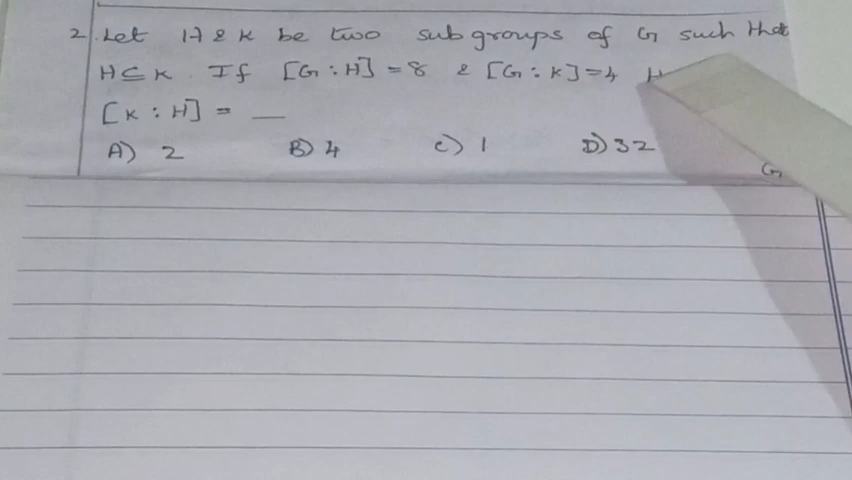 2. Let H & K be two subgroups of G such that
H ⊆ K. If [G : H] = 8 & [G : K] = 4
[K : H] = __
A) 2 B) 4 C) 1 D) 32
G